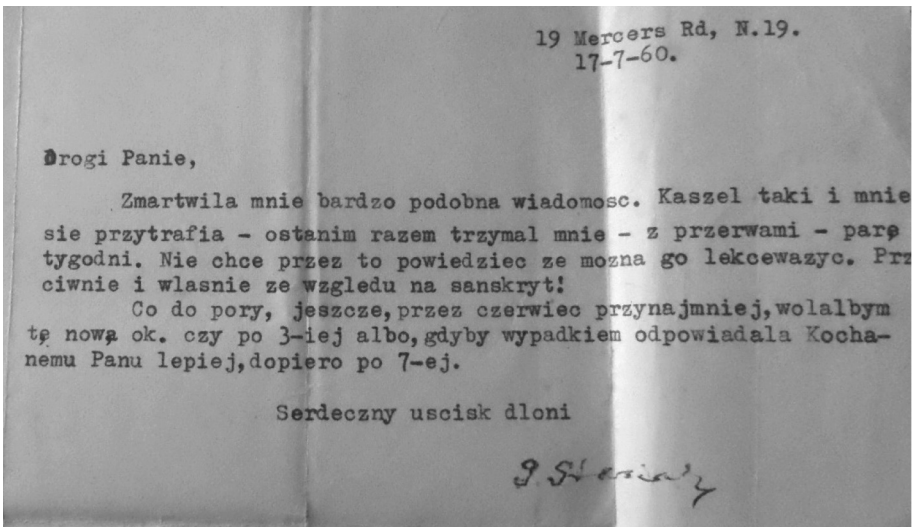 19 Mercers Rd, N.19.
17-7-60.
Drogi Panie,
Zmartwila mnie bardzo podobna wiadomosc. Kaszel taki i mnie
sie przytrafia - ostanim razem trzymal mnie - z przerwami - parę
tygodni. Nie chce przez to powiedziec ze mozna go lekcewazyc. Prz
ciwnie i wlasnie ze wzgledu na sanskryt!
Co do pory, jeszcze, przez czerwiec przynajmniej, wolalbym
tę nową ok. czy po 3-iej albo, gdyby wypadkiem odpowiadala Kocha-
nemu Panu lepiej, dopiero po 7-ej.
Serdeczny uscisk dloni